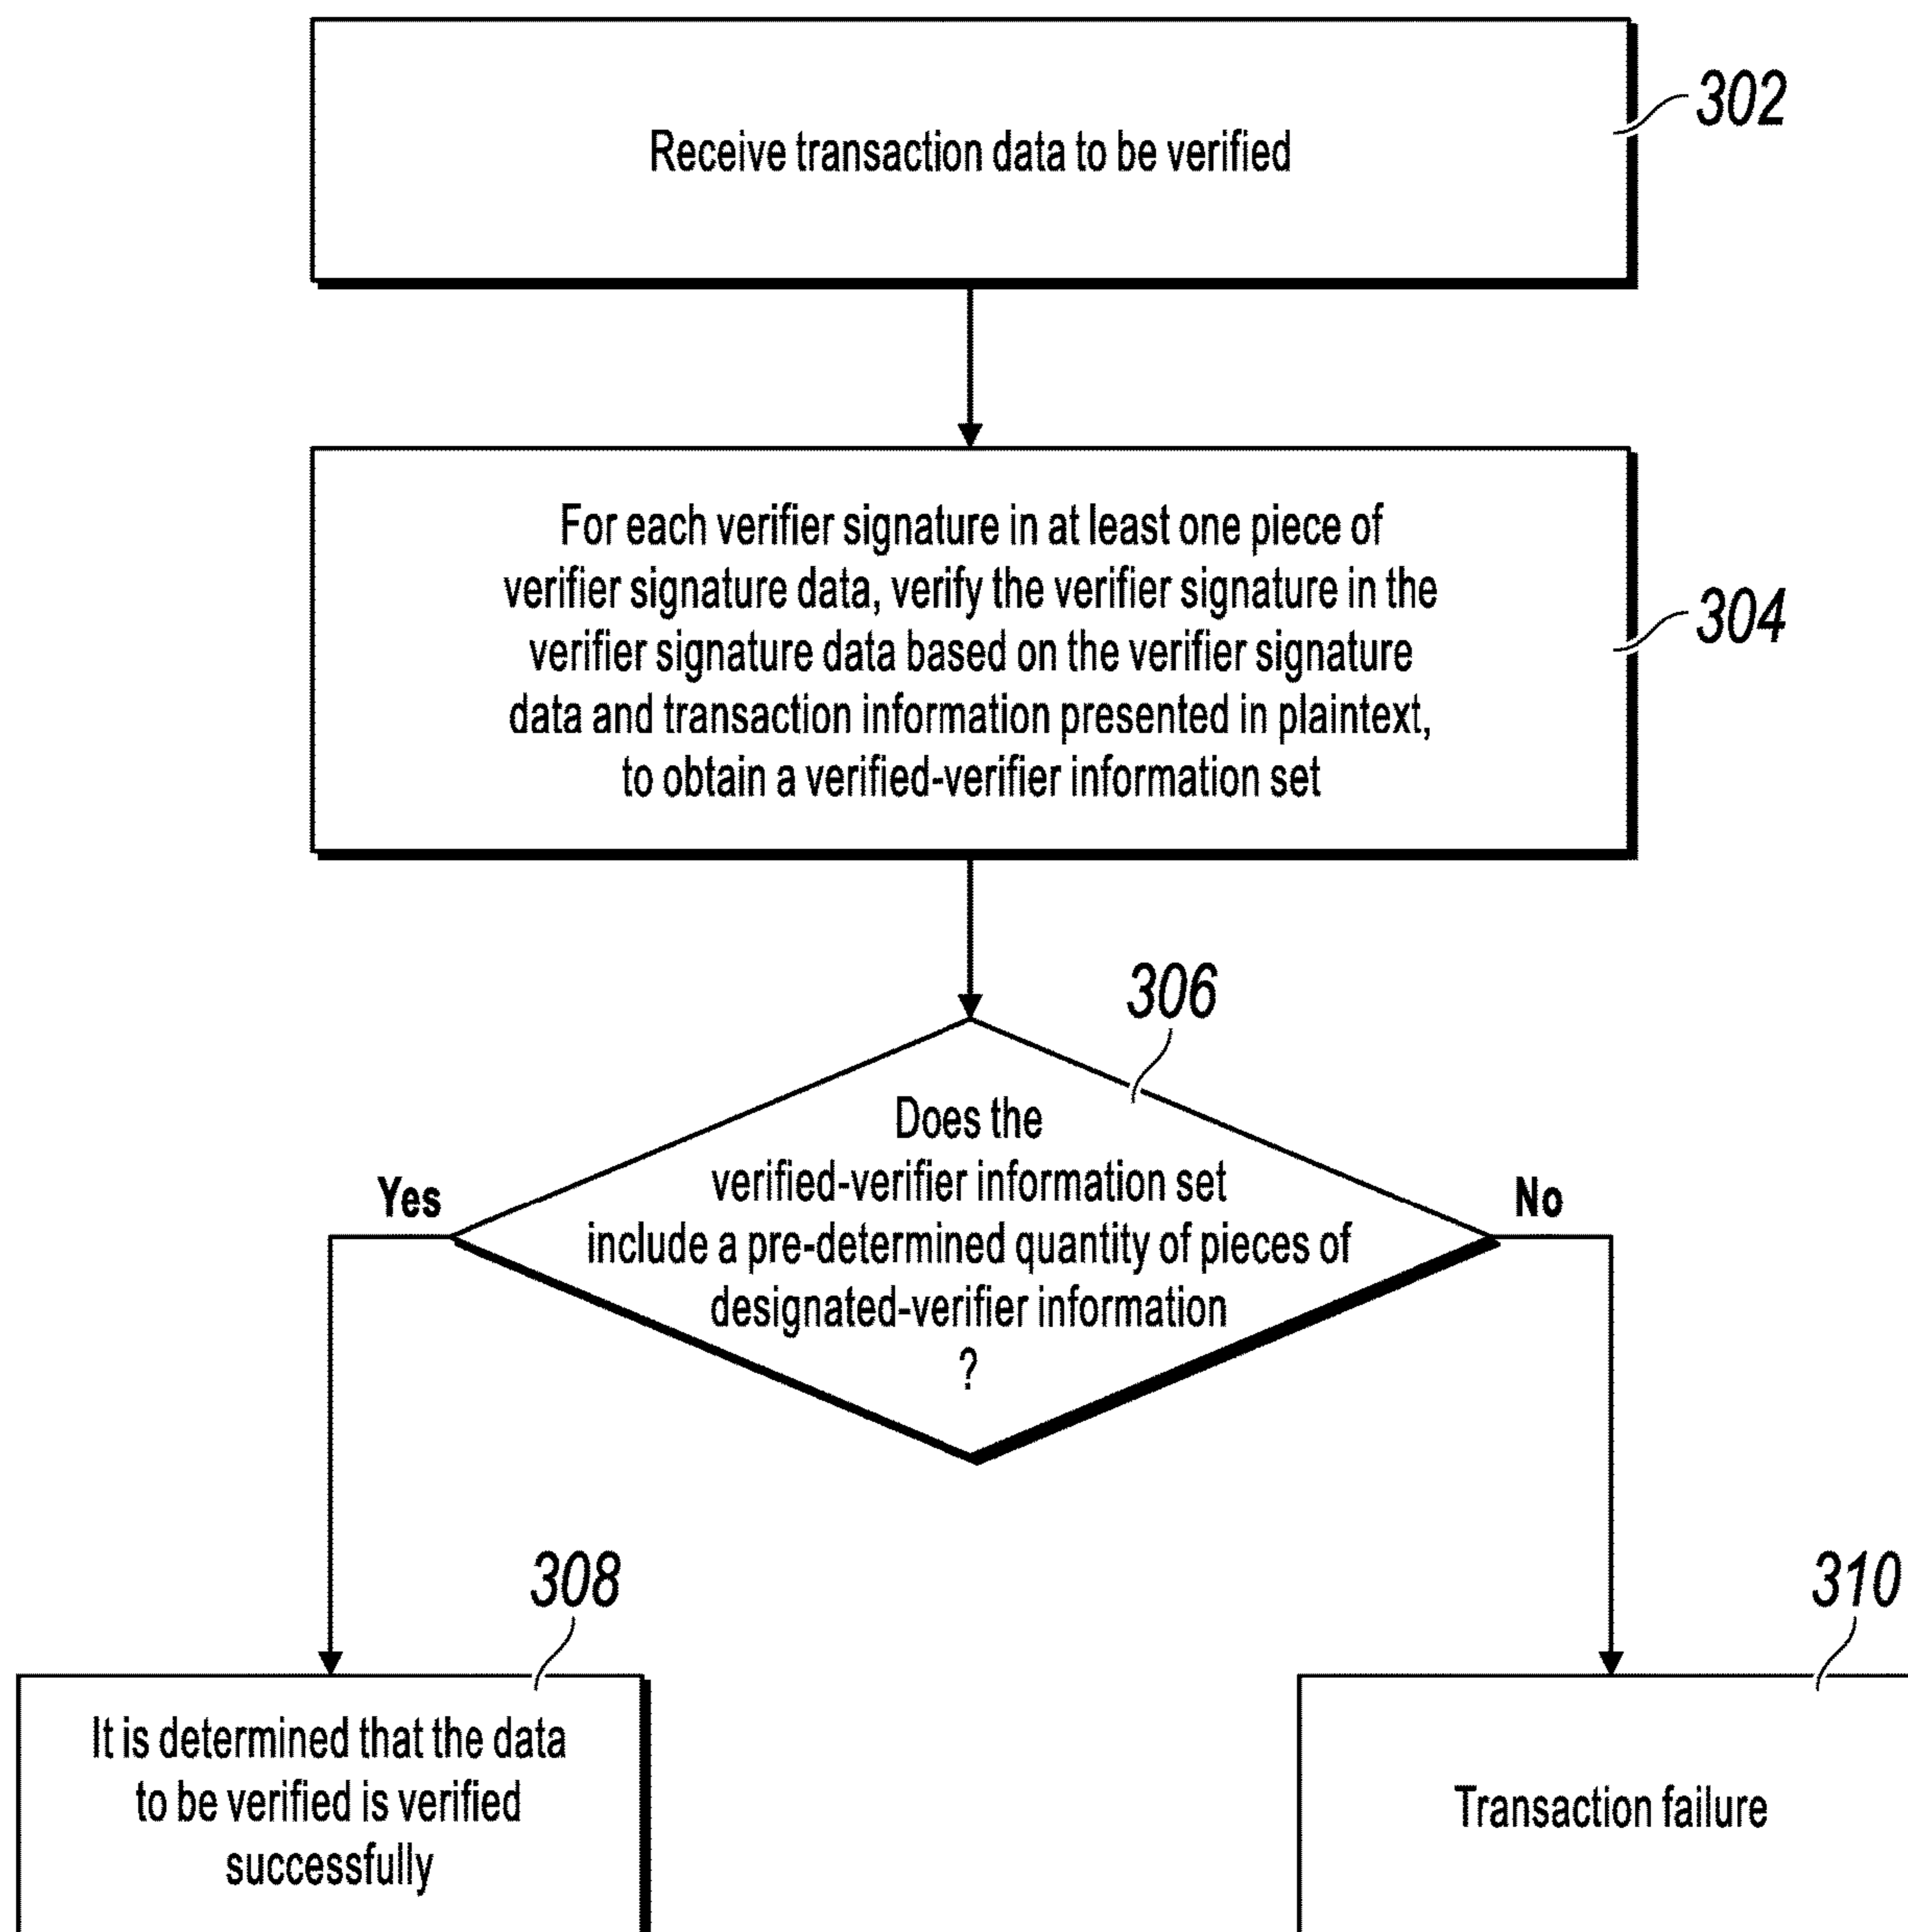 302
Receive transaction data to be verified
For each verifier signature in at least one piece of
verifier signature data, verify the verifier signature in the
verifier signature data based on the verifier signature
data and transaction information presented in plaintext,
to obtain a verified-verifier information set
304
306
Does the
verified-verifier information set
include a pre-determined quantity of pieces of
designated-verifier information
?
Yes
No
308
It is determined that the data
to be verified is verified
successfully
310
Transaction failure